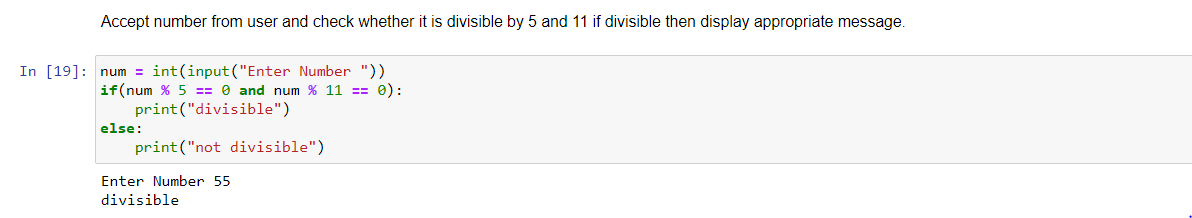 Accept number from user and check whether it is divisible by 5 and 11 if divisible then display appropriate message.
In [19]: num = int(input("Enter Number "))
if(num % 5 == 0 and num % 11 == 0):
    print("divisible")
else:
    print("not divisible")
Enter Number 55
divisible